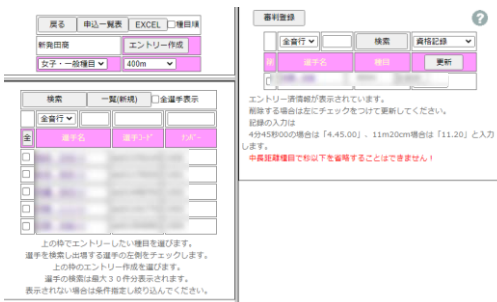 戻る 申込一覧表 EXCEL □種目順
新発田商 エントリー作成
女子・一般種目 400m
検索 一覧(新規) □全選手表示
全音行
全 選手名 選手コード ナンバー
上の枠でエントリーしたい種目を選びます。
選手を検索し出場する選手の左側をチェックします。
上の枠のエントリー作成を選びます。
選手の検索は最大30件分表示されます。
表示されない場合は条件指定し絞り込んでください。
審判登録 ?
全音行 検索 資格記録
選手名 種目 更新
エントリー済情報が表示されています。
削除する場合は左にチェックをつけて更新してください。
記録の入力は
4分45秒00の場合は「4.45.00」、11m20cm場合は「11.20」と入力
します。
中長距離種目で秒以下を省略することはできません!